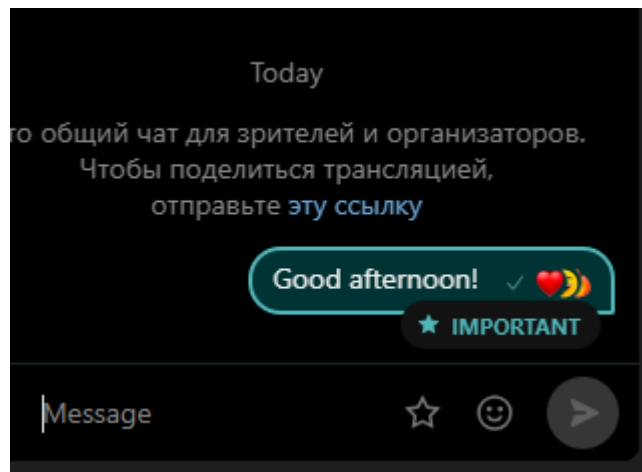 Today
то общий чат для зрителей и организаторов.
Чтобы поделиться трансляцией,
отправьте эту ссылку
Good afternoon!
IMPORTANT
Message